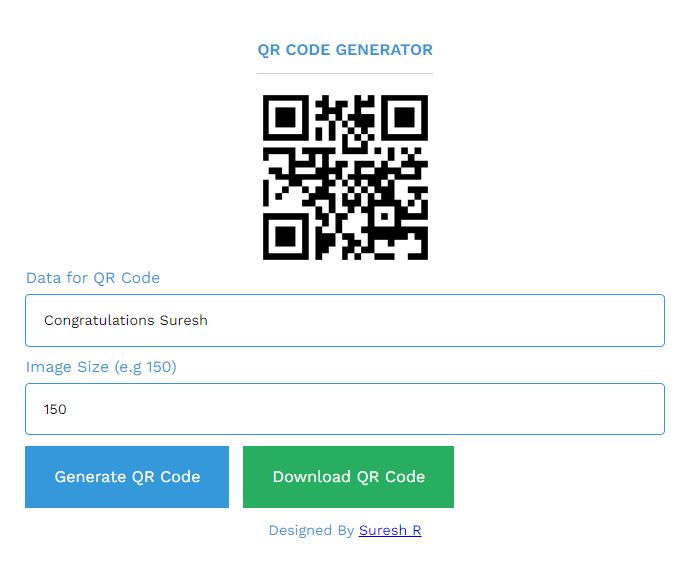 QR CODE GENERATOR
Data for QR Code
Congratulations Suresh
Image Size (e.g 150)
150
Generate QR Code
Download QR Code
Designed By Suresh R